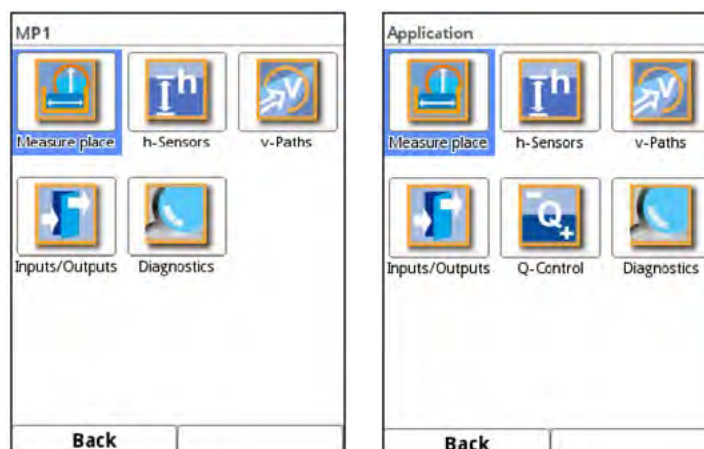 MP1
Measure place
h-Sensors
v-Paths
h
v
Inputs/Outputs
Diagnostics
Back
Application
Measure place
h-Sensors
v-Paths
h
v
Inputs/Outputs
Q-Control
Diagnostics
-Q+
Back